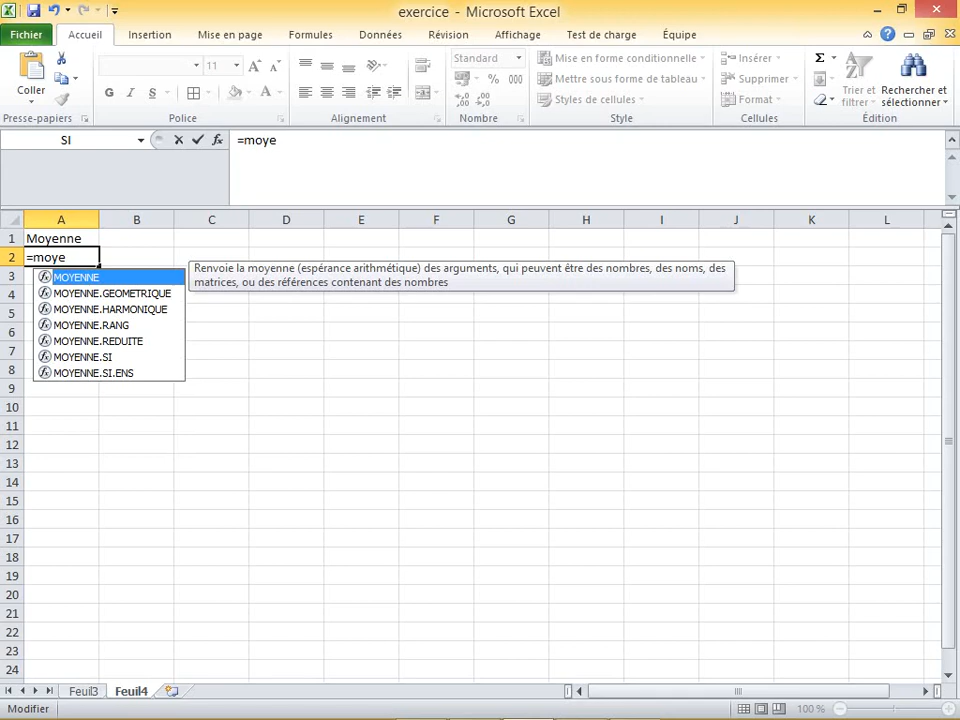 exercice - Microsoft Excel
Fichier Accueil Insertion Mise en page Formules Données Révision Affichage Test de charge Équipe
Coller
Presse-papiers
11
G I S
Police
Alignement
Standard
% 000
Nombre
Mise en forme conditionnelle
Mettre sous forme de tableau
Styles de cellules
Style
Insérer
Supprimer
Format
Cellules
Σ
Trier et filtrer
Rechercher et sélectionner
Édition
SI fx =moye
A B C D E F G H I J K L
1 Moyenne
2 =moye
3 MOYENNE
Renvoie la moyenne (espérance arithmétique) des arguments, qui peuvent être des nombres, des noms, des
matrices, ou des références contenant des nombres
4 MOYENNE.GEOMETRIQUE
5 MOYENNE.HARMONIQUE
6 MOYENNE.RANG
7 MOYENNE.REDUITE
8 MOYENNE.SI
MOYENNE.SI.ENS
9
10
11
12
13
14
15
16
17
18
19
20
21
22
23
24
Feuil3 Feuil4
Modifier 100 %